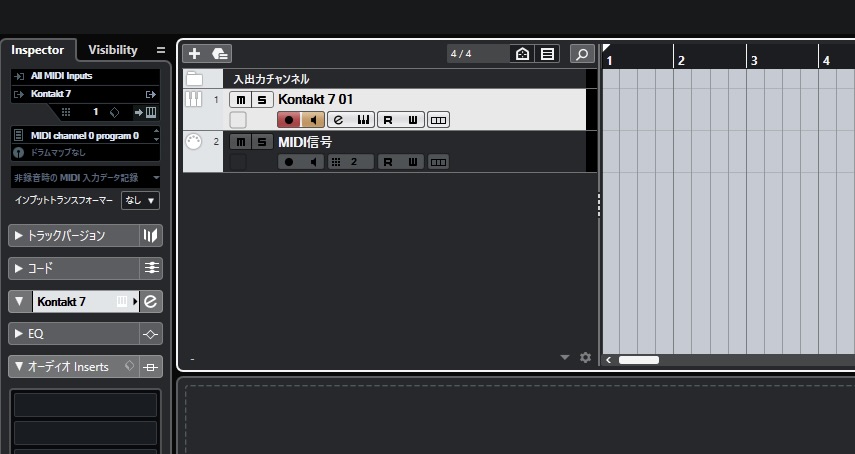 Inspector
Visibility
4 / 4
1
2
3
4
All MIDI Inputs
入出力チャンネル
Kontakt 7
1
M S
Kontakt 7 01
1
e
R W
MIDI channel 0 program 0
2
M S
MIDI信号
ドラムマップなし
2
R W
非録音時の MIDI 入力データ記録
インプットトランスフォーマー
なし
トラックバージョン
コード
Kontakt 7
e
EQ
オーディオ Inserts
-